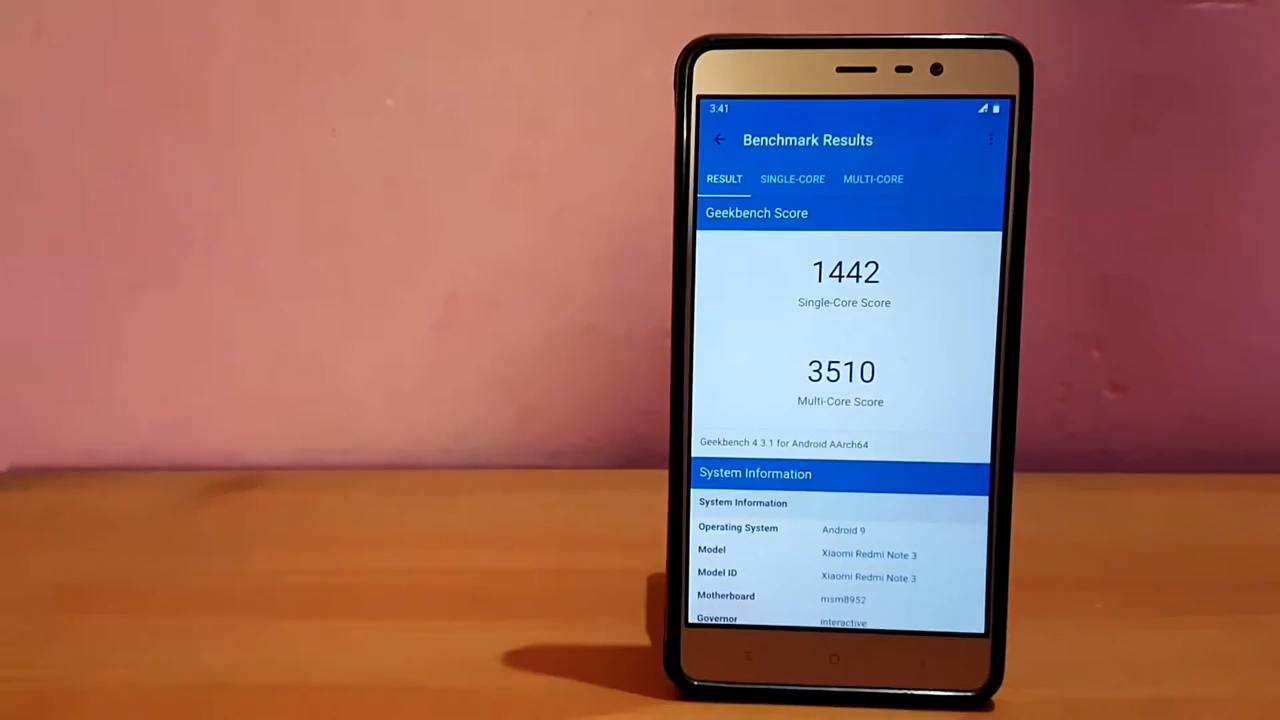 3:41
Benchmark Results
RESULT SINGLE-CORE MULTI-CORE
Geekbench Score
1442
Single-Core Score
3510
Multi-Core Score
Geekbench 4.3.1 for Android AArch64
System Information
System Information
Operating System Android 9
Model Xiaomi Redmi Note 3
Model ID Xiaomi Redmi Note 3
Motherboard msm8952
Governor interactive